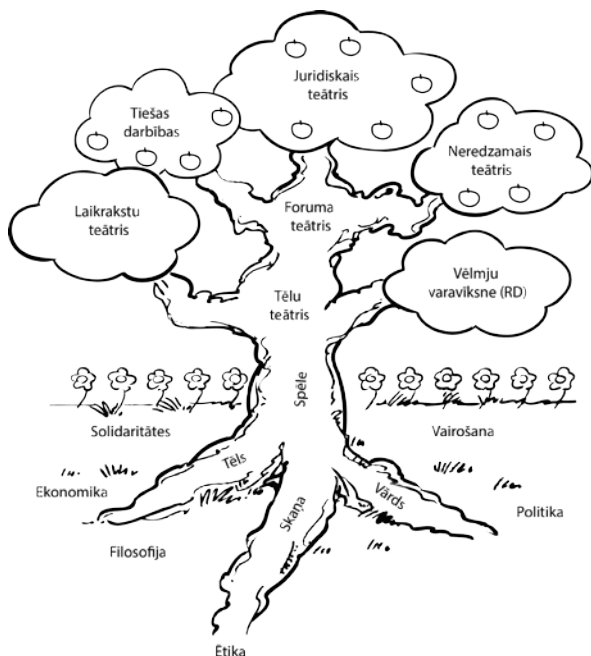 Juridiskais
teātris
Tiešas
darbības
Neredzamais
teātris
Laikrakstu
teātris
Foruma
teātris
Vēlmju
varavīksne (RD)
Tēlu
teātris
Spēle
Solidaritātes
Vairošana
Tēls
Vārds
Skaņa
Ekonomika
Politika
Filosofija
Ētika